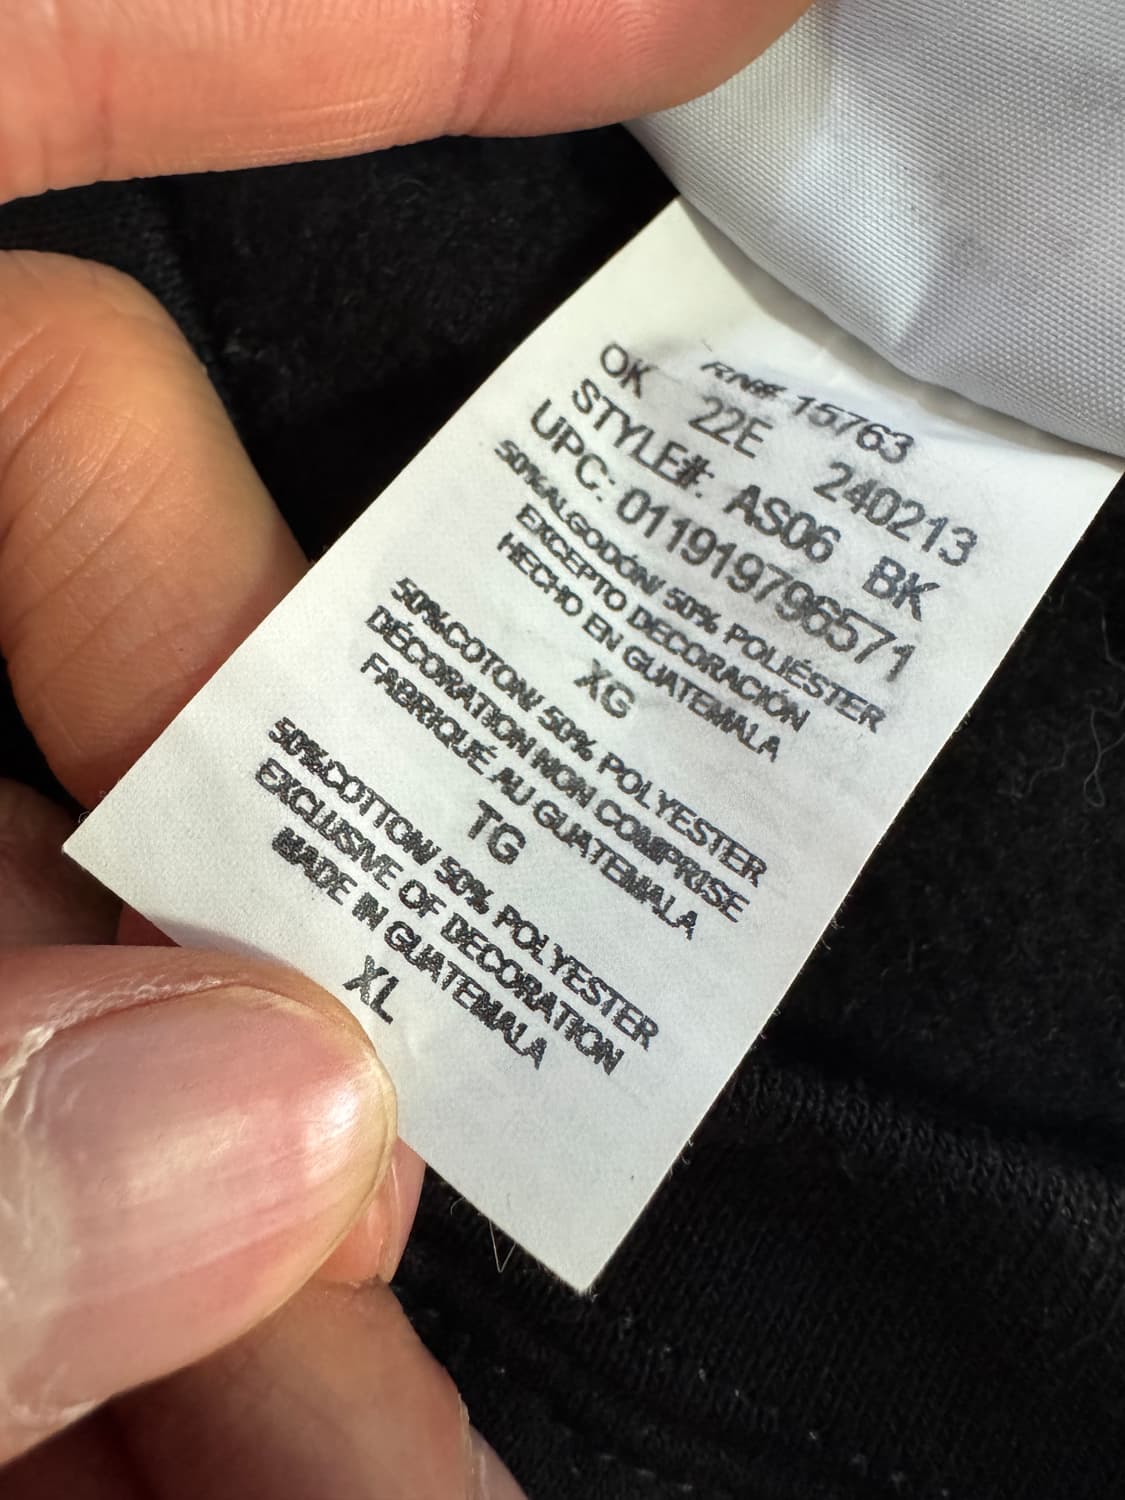 RN# 15763
OK 22E 240213
STYLE#: AS06 BK
UPC: 011919796571
50%ALGODÓN/ 50% POLIÉSTER
EXCEPTO DECORACIÓN
HECHO EN GUATEMALA
XG
50%COTON/ 50% POLYESTER
DÉCORATION NON COMPRISE
FABRIQUÉ AU GUATEMALA
TG
50%COTTON/ 50% POLYESTER
EXCLUSIVE OF DECORATION
MADE IN GUATEMALA
XL